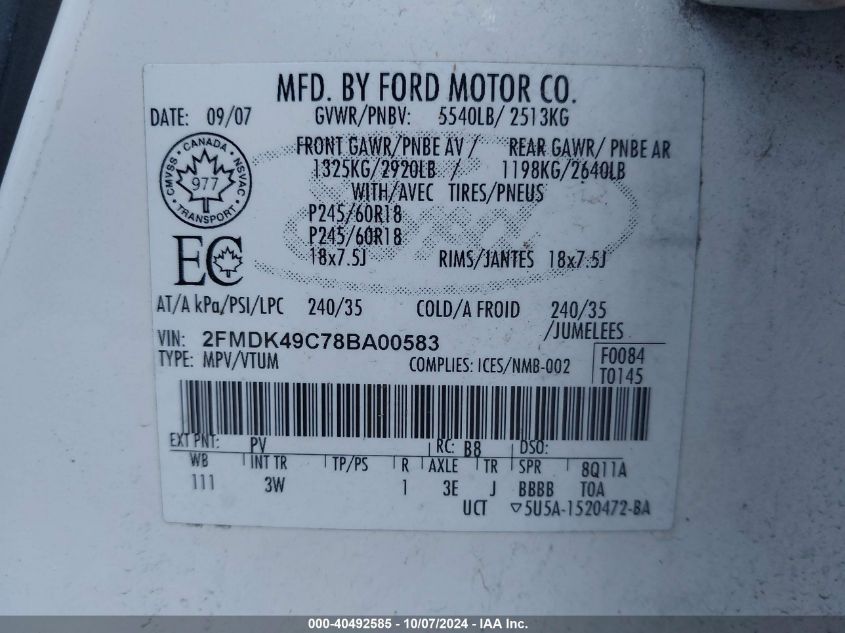 MFD. BY FORD MOTOR CO.
DATE: 09/07 GVWR/PNBV: 5540LB/ 2513KG
FRONT GAWR/PNBE AV / REAR GAWR/ PNBE AR
1325KG/2920LB / 1198KG/2640LB
WITH/AVEC TIRES/PNEUS
CMVSS CANADA NSVAC
977
TRANSPORT
P245/60R18
P245/60R18
18x7.5J RIMS/JANTES 18x7.5J
EC
AT/A kPa/PSI/LPC 240/35 COLD/A FROID 240/35
/JUMELEES
VIN: 2FMDK49C78BA00583
TYPE: MPV/VTUM COMPLIES: ICES/NMB-002
F0084
T0145
EXT PNT: PV RC: B8 DSO:
WB INT TR TP/PS R AXLE TR SPR 8Q11A
111 3W 1 3E J BBBB T0A
UCT ▽5U5A-1520472-BA
000-40492585 - 10/07/2024 - IAA Inc.